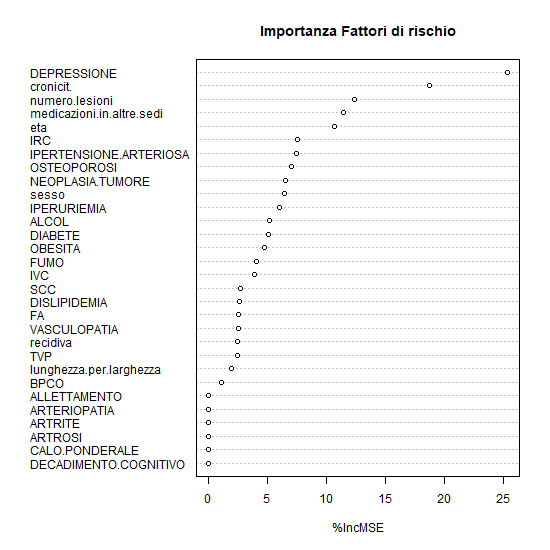 Importanza Fattori di rischio
DEPRESSIONE
cronicit.
numero.lesioni
medicazioni.in.altre.sedi
eta
IRC
IPERTENSIONE.ARTERIOSA
OSTEOPOROSI
NEOPLASIA.TUMORE
sesso
IPERURIEMIA
ALCOL
DIABETE
OBESITA
FUMO
IVC
SCC
DISLIPIDEMIA
FA
VASCULOPATIA
recidiva
TVP
lunghezza.per.larghezza
BPCO
ALLETTAMENTO
ARTERIOPATIA
ARTRITE
ARTROSI
CALO.PONDERALE
DECADIMENTO.COGNITIVO
0 5 10 15 20 25
%IncMSE